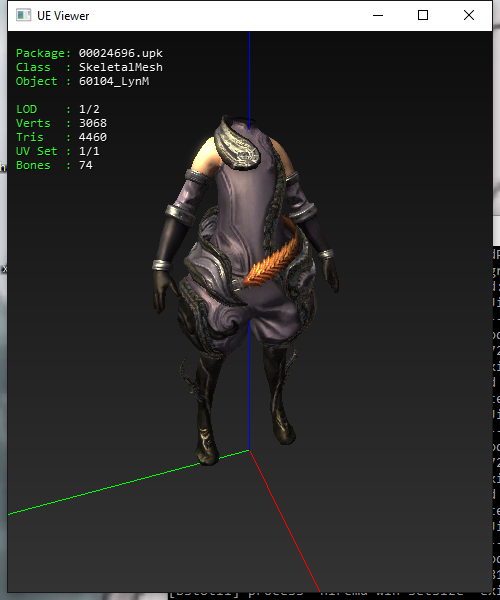 UE Viewer
Package: 00024696.upk
Class  : SkeletalMesh
Object : 60104_LynM
LOD    : 1/2
Verts  : 3068
Tris   : 4460
UV Set : 1/1
Bones  : 74